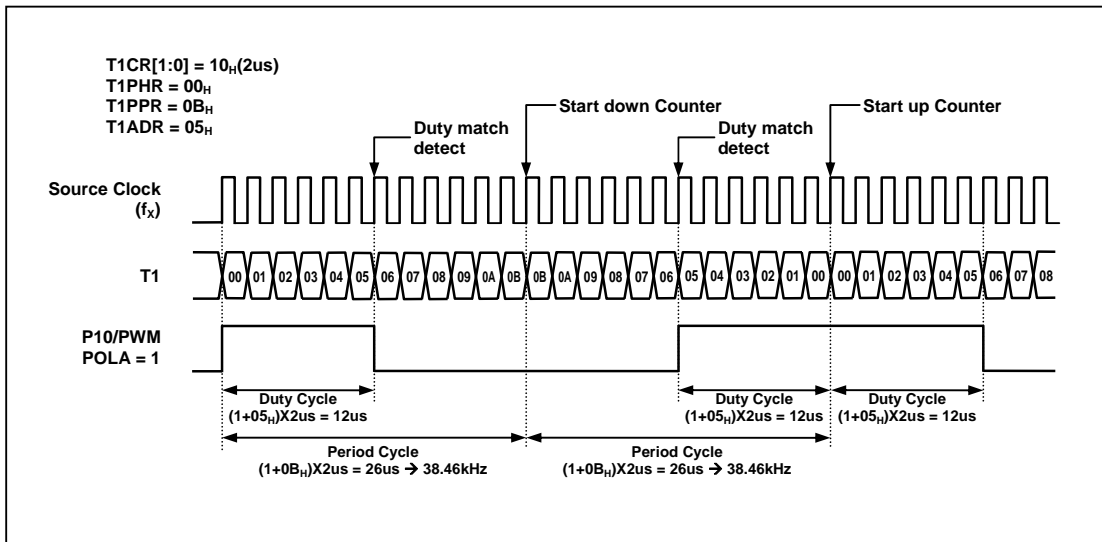 T1CR[1:0] = 10H(2us)
T1PHR = 00H
T1PPR = 0BH
T1ADR = 05H
Duty match
detect
Start down Counter
Duty match
detect
Start up Counter
Source Clock
(fX)
T1
00 01 02 03 04 05 06 07 08 09 0A 0B 0B 0A 09 08 07 06 05 04 03 02 01 00 00 01 02 03 04 05 06 07 08
P10/PWM
POLA = 1
Duty Cycle
(1+05H)X2us = 12us
Duty Cycle
(1+05H)X2us = 12us
Duty Cycle
(1+05H)X2us = 12us
Period Cycle
(1+0BH)X2us = 26us → 38.46kHz
Period Cycle
(1+0BH)X2us = 26us → 38.46kHz